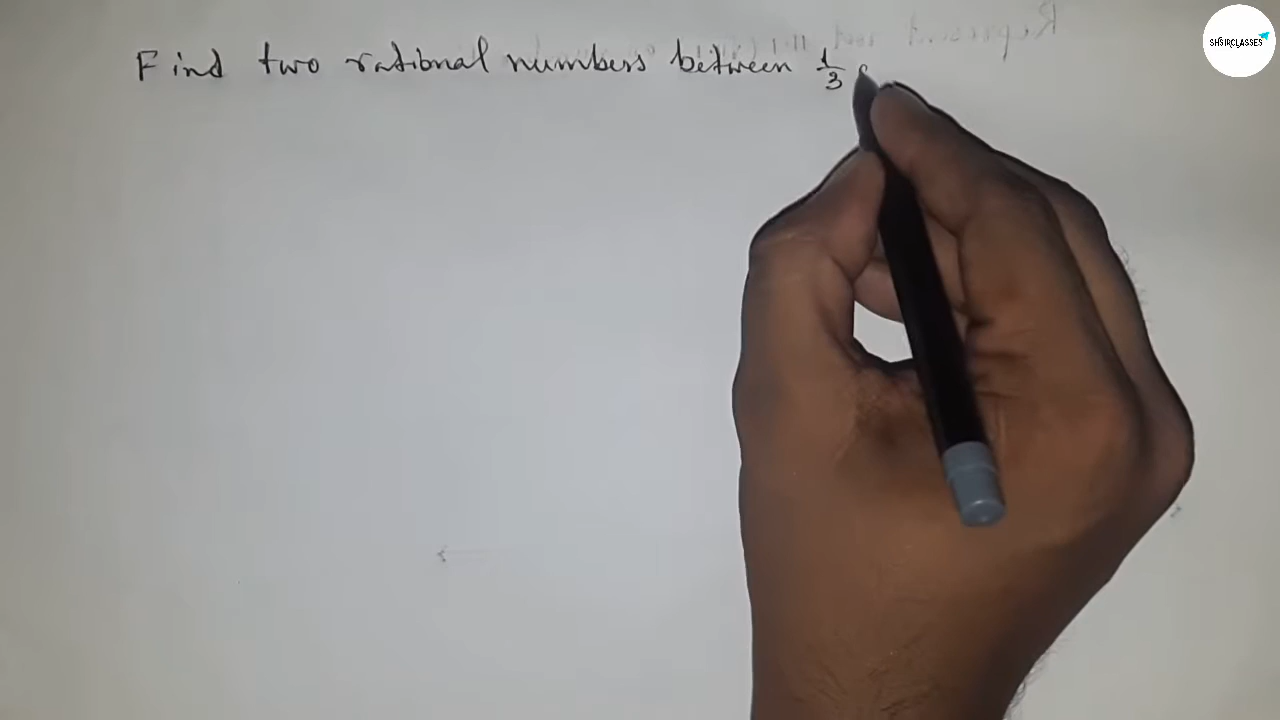 Find two rational numbers between 1/3
SHSIRCLASSES